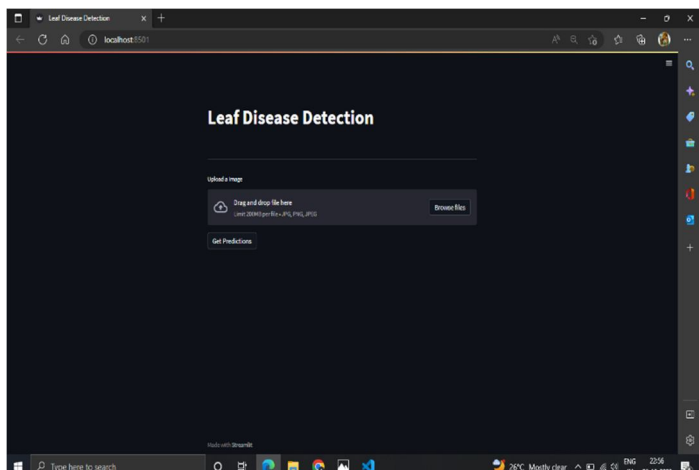 Leaf Disease Detection
localhost:8501
Leaf Disease Detection
Upload a image
Drag and drop file here
Limit 200MB per file • JPG, PNG, JPEG
Browse files
Get Predictions
Made with Streamlit
Type here to search
26°C Mostly clear
ENG
22:56